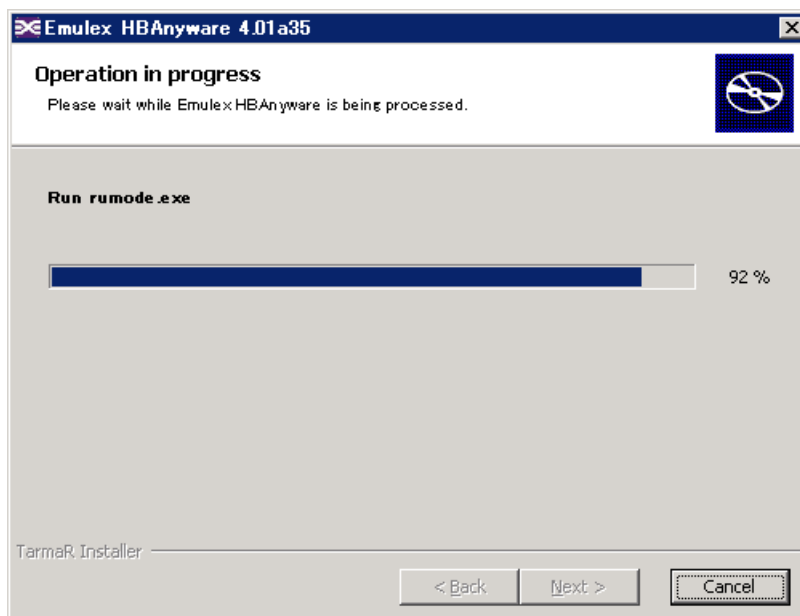 Emulex HBAnyware 4.01a35
Operation in progress
Please wait while Emulex HBAnyware is being processed.
Run rumode.exe
92 %
TarmaR Installer
< Back
Next >
Cancel